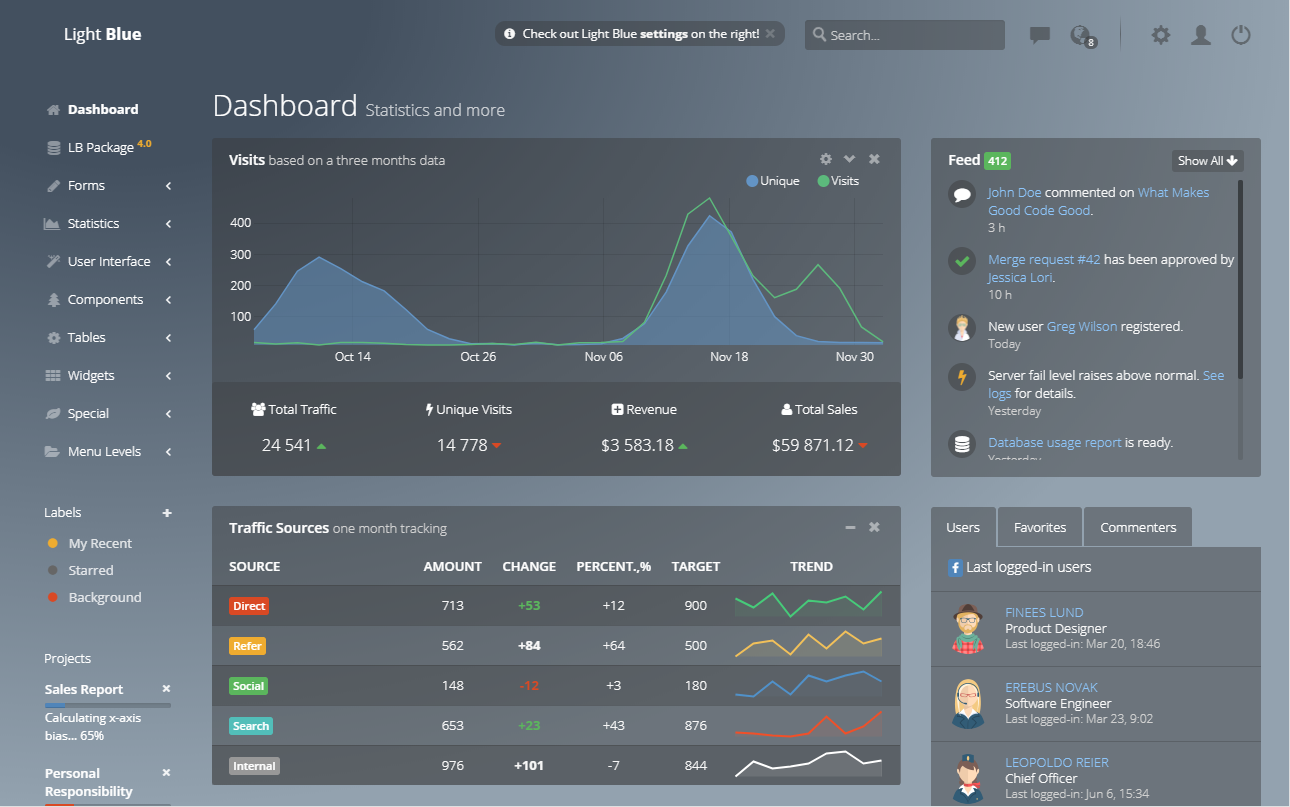 Light Blue
Check out Light Blue settings on the right!
Search...
8
Dashboard
LB Package 4.0
Forms
Statistics
User Interface
Components
Tables
Widgets
Special
Menu Levels
Labels
My Recent
Starred
Background
Projects
Sales Report
Calculating x-axis
bias... 65%
Personal
Responsibility
Dashboard Statistics and more
Visits based on a three months data
Unique Visits
400
300
200
100
Oct 14 Oct 26 Nov 06 Nov 18 Nov 30
Total Traffic Unique Visits Revenue Total Sales
24 541 14 778 $3 583.18 $59 871.12
Traffic Sources one month tracking
SOURCE AMOUNT CHANGE PERCENT.,% TARGET TREND
Direct 713 +53 +12 900
Refer 562 +84 +64 500
Social 148 -12 +3 180
Search 653 +23 +43 876
Internal 976 +101 -7 844
Feed 412 Show All
John Doe commented on What Makes
Good Code Good.
3 h
Merge request #42 has been approved by
Jessica Lori.
10 h
New user Greg Wilson registered.
Today
Server fail level raises above normal. See
logs for details.
Yesterday
Database usage report is ready.
Yesterday
Users Favorites Commenters
Last logged-in users
FINEES LUND
Product Designer
Last logged-in: Mar 20, 18:46
EREBUS NOVAK
Software Engineer
Last logged-in: Mar 23, 9:02
LEOPOLDO REIER
Chief Officer
Last logged-in: Jun 6, 15:34